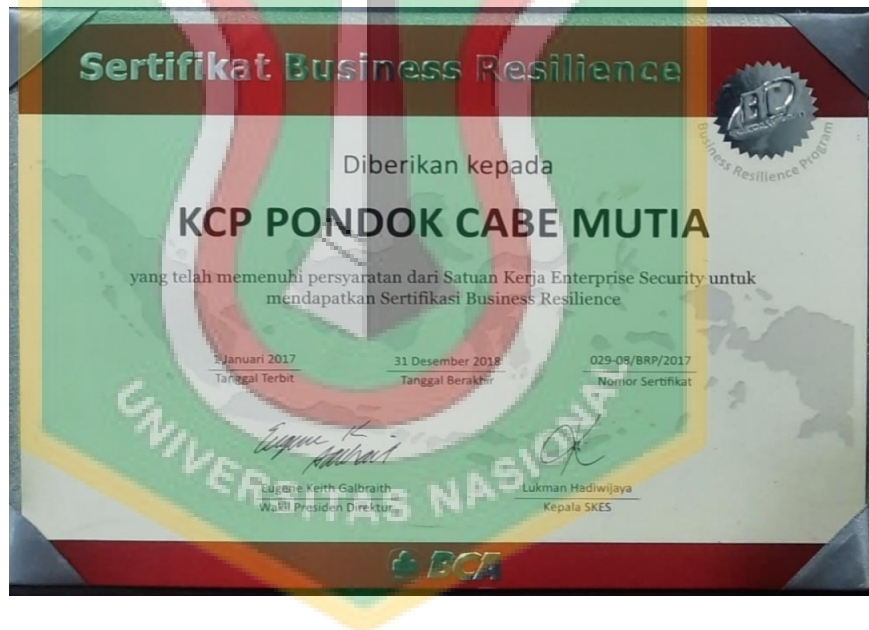 Sertifikat Business Resilience
Business Resilience Program
Diberikan kepada
KCP PONDOK CABE MUTIA
yang telah memenuhi persyaratan dari Satuan Kerja Enterprise Security untuk
mendapatkan Sertifikasi Business Resilience
1 Januari 2017 31 Desember 2018 029-08/BRP/2017
Tanggal Terbit Tanggal Berakhir Nomor Sertifikat
Eugene Keith Galbraith Lukman Hadiwijaya
Wakil Presiden Direktur Kepala SKES
UNIVERSITAS NASIONAL
BCA